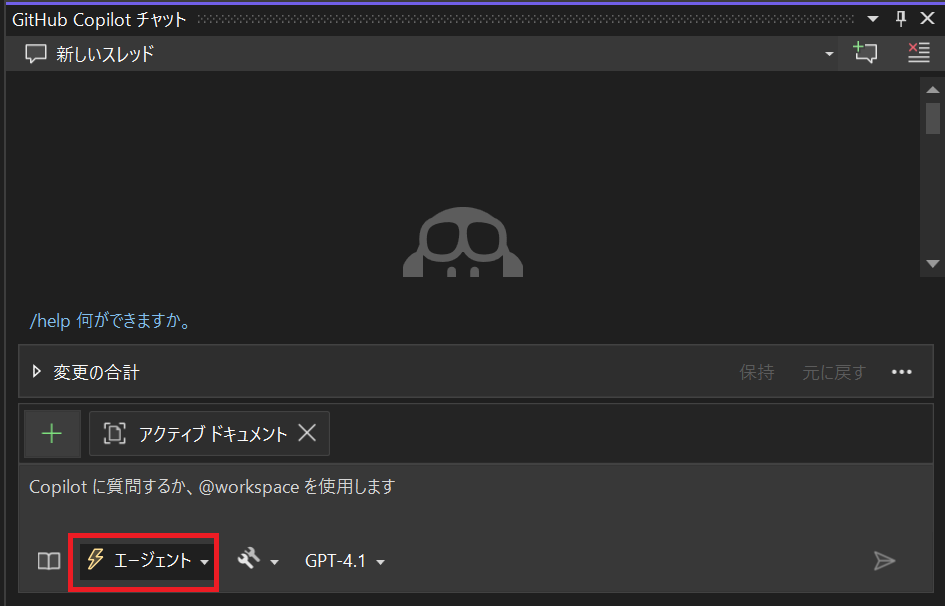 GitHub Copilot チャット
新しいスレッド
/help 何ができますか。
変更の合計 保持 元に戻す
アクティブ ドキュメント
Copilot に質問するか、@workspace を使用します
エージェント GPT-4.1